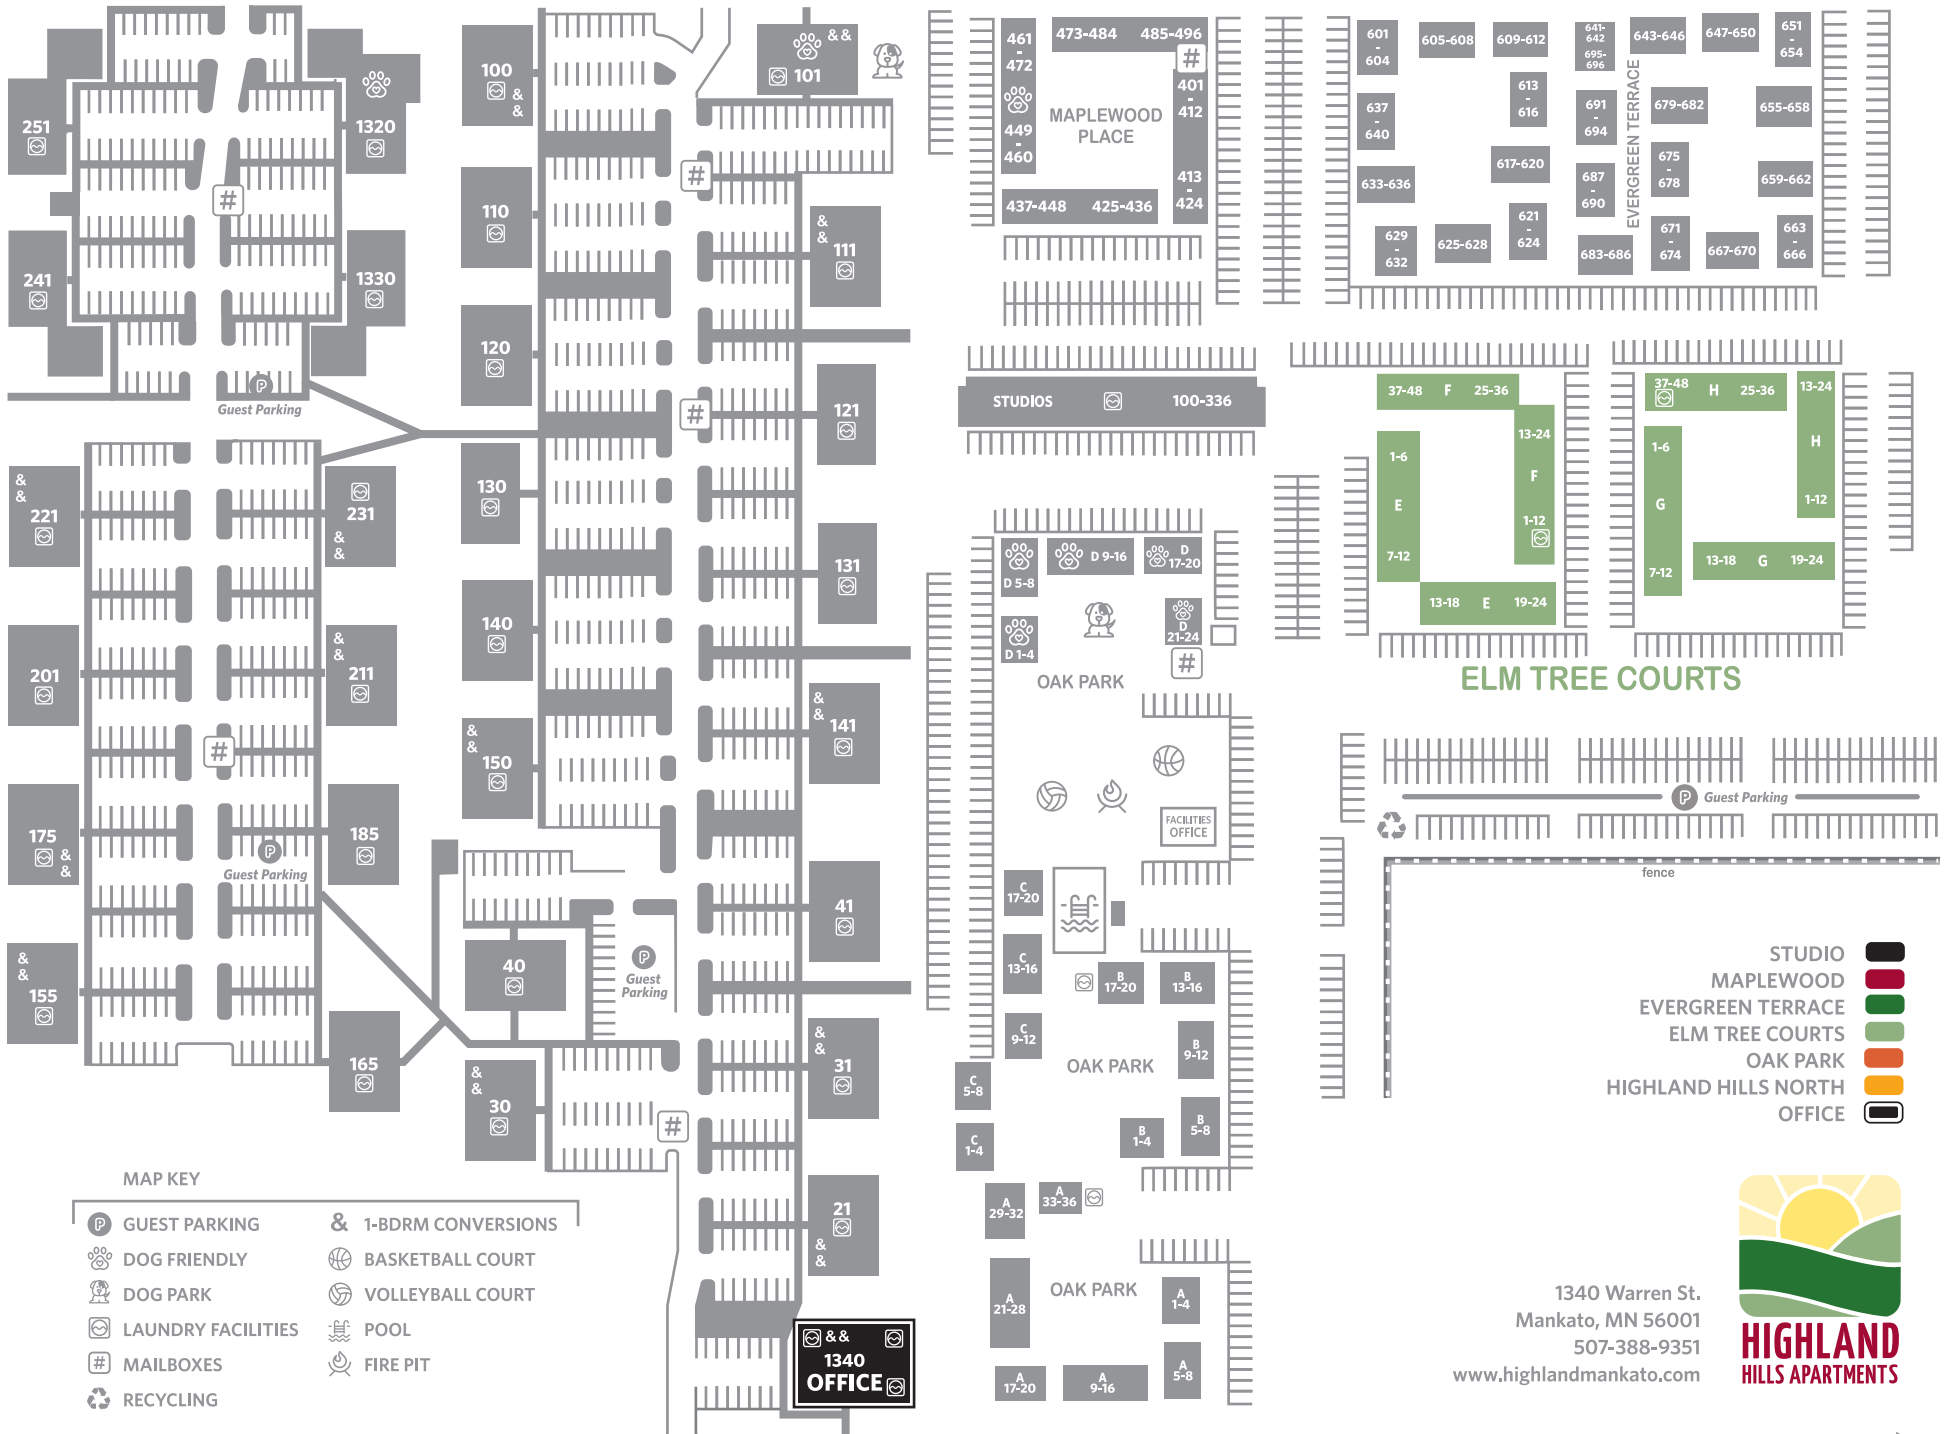 251
1320
241
1330
Guest Parking
&
&
221
231
&
&
201
&
&
211
175
&
&
185
Guest Parking
&
&
155
165
100
&
&
110
120
130
140
&
&
150
40
Guest
Parking
&
&
30
&&
101
&
&
111
121
131
&
&
141
41
&
&
31
21
&
&
&&
1340
OFFICE
#
#
#
#
#
461
-
472
449
-
460
473-484 485-496
#
401
-
412
413
-
424
437-448 425-436
MAPLEWOOD
PLACE
601
-
604
605-608
609-612
641-
642
695-
696
643-646
647-650
651
-
654
637
-
640
613
-
616
691
-
694
679-682
655-658
EVERGREEN TERRACE
633-636
617-620
687
-
690
675
-
678
659-662
629
-
632
625-628
621
-
624
683-686
671
-
674
667-670
663
-
666
STUDIOS 100-336
37-48 F 25-36
13-24
F
1-12
1-6
E
7-12
13-18 E 19-24
37-48 H 25-36
13-24
H
1-12
1-6
G
7-12
13-18 G 19-24
ELM TREE COURTS
D 5-8
D 9-16
D
17-20
D 1-4
D
21-24
#
OAK PARK
FACILITIES
OFFICE
P Guest Parking
fence
C
17-20
C
13-16
C
9-12
C
5-8
C
1-4
B
17-20
B
13-16
B
9-12
B
5-8
B
1-4
OAK PARK
A
29-32
A
33-36
A
21-28
OAK PARK
A
1-4
A
5-8
A
17-20
A
9-16
STUDIO
MAPLEWOOD
EVERGREEN TERRACE
ELM TREE COURTS
OAK PARK
HIGHLAND HILLS NORTH
OFFICE
MAP KEY
P GUEST PARKING
DOG FRIENDLY
DOG PARK
LAUNDRY FACILITIES
# MAILBOXES
RECYCLING
& 1-BDRM CONVERSIONS
BASKETBALL COURT
VOLLEYBALL COURT
POOL
FIRE PIT
1340 Warren St.
Mankato, MN 56001
507-388-9351
www.highlandmankato.com
HIGHLAND
HILLS APARTMENTS